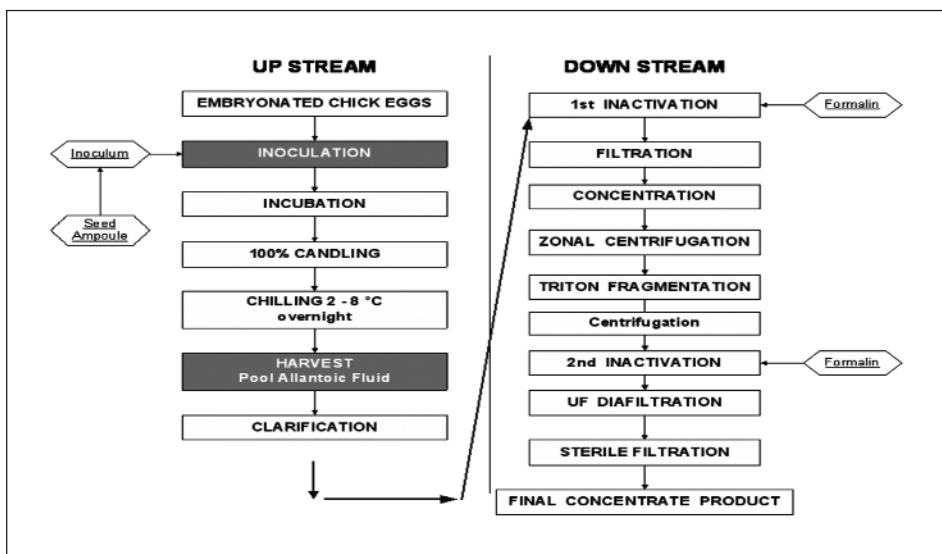 UP STREAM
EMBRYONATED CHICK EGGS
Inoculum
INOCULATION
Seed
Ampoule
INCUBATION
100% CANDLING
CHILLING 2 - 8 °C
overnight
HARVEST
Pool Allantoic Fluid
CLARIFICATION
DOWN STREAM
1st INACTIVATION
Formalin
FILTRATION
CONCENTRATION
ZONAL CENTRIFUGATION
TRITON FRAGMENTATION
Centrifugation
2nd INACTIVATION
Formalin
UF DIAFILTRATION
STERILE FILTRATION
FINAL CONCENTRATE PRODUCT